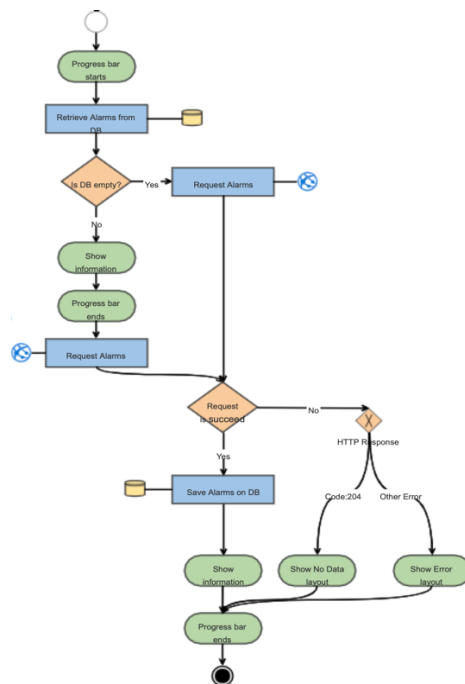 Progress bar
starts
Retrieve Alarms from
DB
Is DB empty?
Yes
Request Alarms
No
Show
information
Progress bar
ends
Request Alarms
Request
is succeed
No
X
HTTP Response
Yes
Save Alarms on DB
Code:204
Other Error
Show
information
Show No Data
layout
Show Error
layout
Progress bar
ends